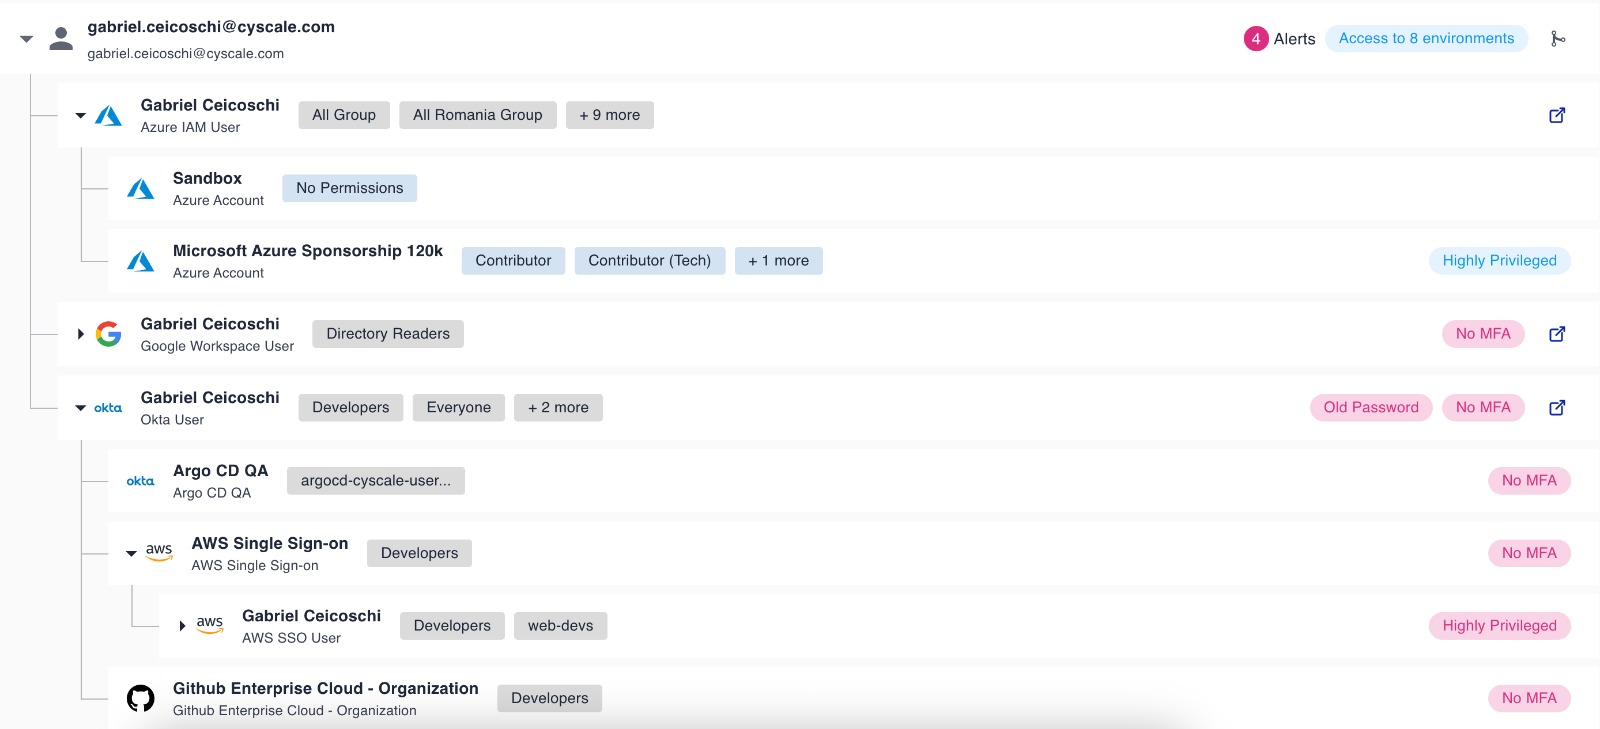 gabriel.ceicoschi@cyscale.com
gabriel.ceicoschi@cyscale.com
4 Alerts Access to 8 environments
Gabriel Ceicoschi
Azure IAM User
All Group All Romania Group + 9 more
Sandbox
Azure Account
No Permissions
Microsoft Azure Sponsorship 120k
Azure Account
Contributor Contributor (Tech) + 1 more Highly Privileged
Gabriel Ceicoschi
Google Workspace User
Directory Readers No MFA
okta
Gabriel Ceicoschi
Okta User
Developers Everyone + 2 more Old Password No MFA
okta
Argo CD QA
Argo CD QA
argocd-cyscale-user... No MFA
aws
AWS Single Sign-on
AWS Single Sign-on
Developers No MFA
aws
Gabriel Ceicoschi
AWS SSO User
Developers web-devs Highly Privileged
Github Enterprise Cloud - Organization
Github Enterprise Cloud - Organization
Developers No MFA